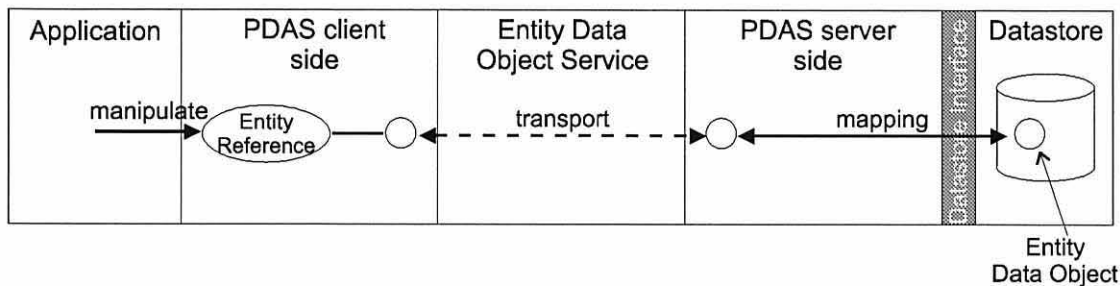 Application
PDAS client
side
Entity Data
Object Service
PDAS server
side
Datastore Interface
Datastore
manipulate
Entity
Reference
transport
mapping
Entity
Data Object